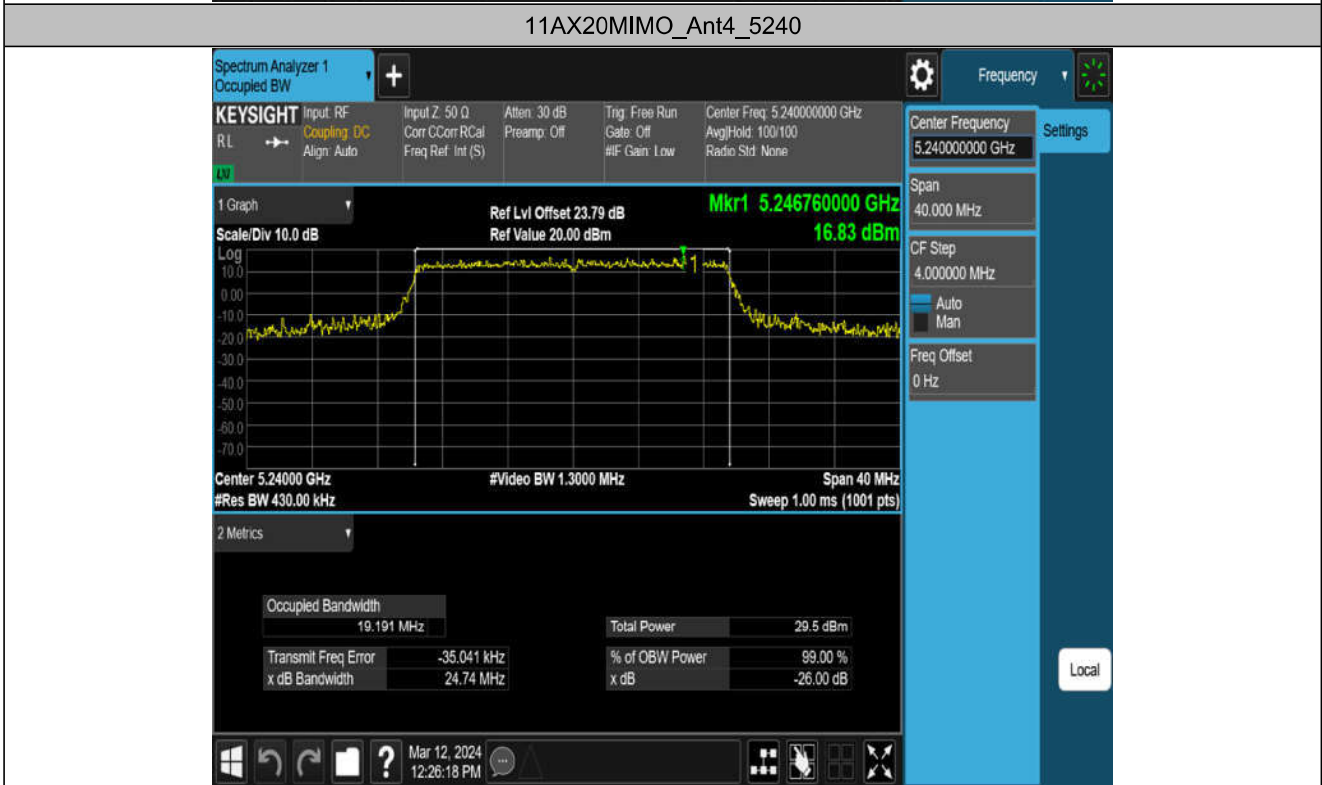 11AX20MIMO_Ant4_5240
Spectrum Analyzer 1
Occupied BW
Frequency
KEYSIGHT
RL
LXI
Input: RF
Coupling: DC
Align: Auto
Input Z: 50 Ω
Corr CCorr RCal
Freq Ref: Int (S)
Atten: 30 dB
Preamp: Off
Trig: Free Run
Gate: Off
#IF Gain: Low
Center Freq: 5.240000000 GHz
Avg|Hold: 100/100
Radio Std: None
Center Frequency
5.240000000 GHz
Settings
Span
40.000 MHz
CF Step
4.000000 MHz
Auto
Man
Freq Offset
0 Hz
1 Graph
Scale/Div 10.0 dB
Ref Lvl Offset 23.79 dB
Ref Value 20.00 dBm
Mkr1 5.246760000 GHz
16.83 dBm
Log
10.0
0.00
-10.0
-20.0
-30.0
-40.0
-50.0
-60.0
-70.0
1
Center 5.24000 GHz
#Res BW 430.00 kHz
#Video BW 1.3000 MHz
Span 40 MHz
Sweep 1.00 ms (1001 pts)
2 Metrics
Occupied Bandwidth
19.191 MHz
Total Power 29.5 dBm
Transmit Freq Error -35.041 kHz
% of OBW Power 99.00 %
x dB Bandwidth 24.74 MHz
x dB -26.00 dB
Local
?
Mar 12, 2024
12:26:18 PM